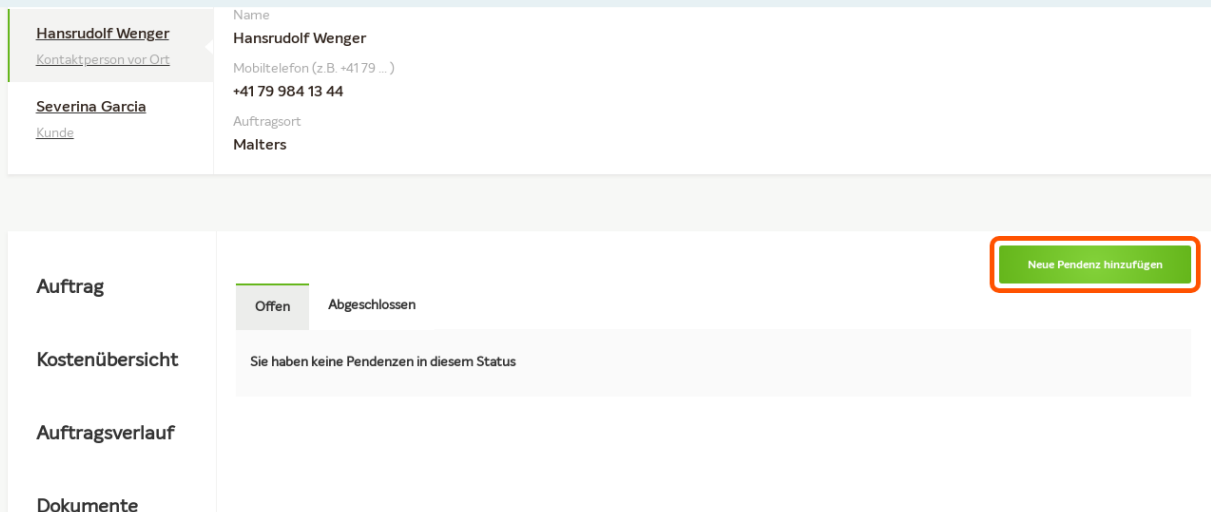 Hansrudolf Wenger
Kontaktperson vor Ort
Severina Garcia
Kunde
Name
Hansrudolf Wenger
Mobiltelefon (z.B. +41 79 ... )
+41 79 984 13 44
Auftragsort
Malters
Auftrag
Kostenübersicht
Auftragsverlauf
Dokumente
Neue Pendenz hinzufügen
Offen
Abgeschlossen
Sie haben keine Pendenzen in diesem Status